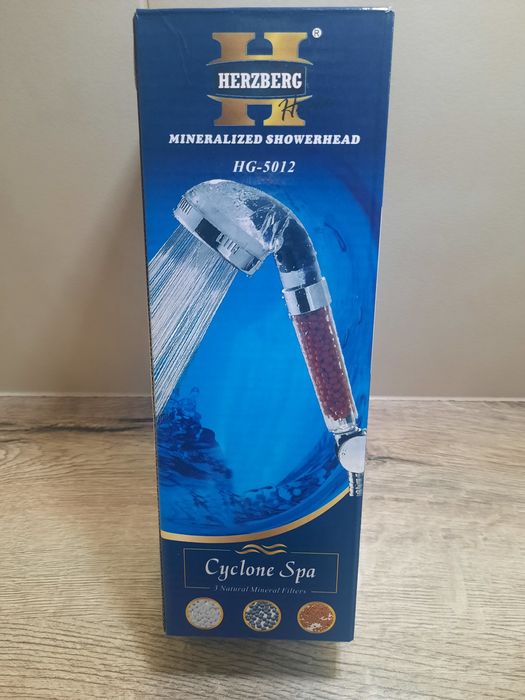 H ®
HERZBERG
H
MINERALIZED SHOWERHEAD
HG-5012
Cyclone Spa
3 Natural Mineral Filters